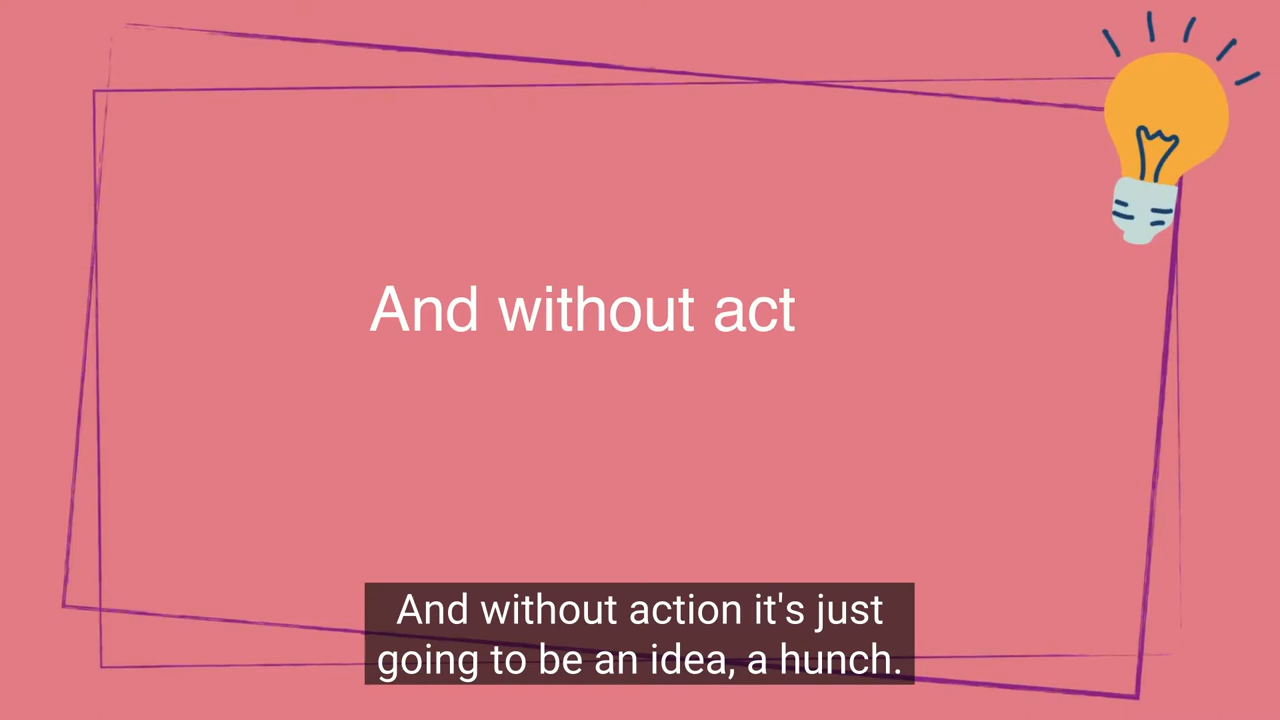 And without act
And without action it's just
going to be an idea, a hunch.